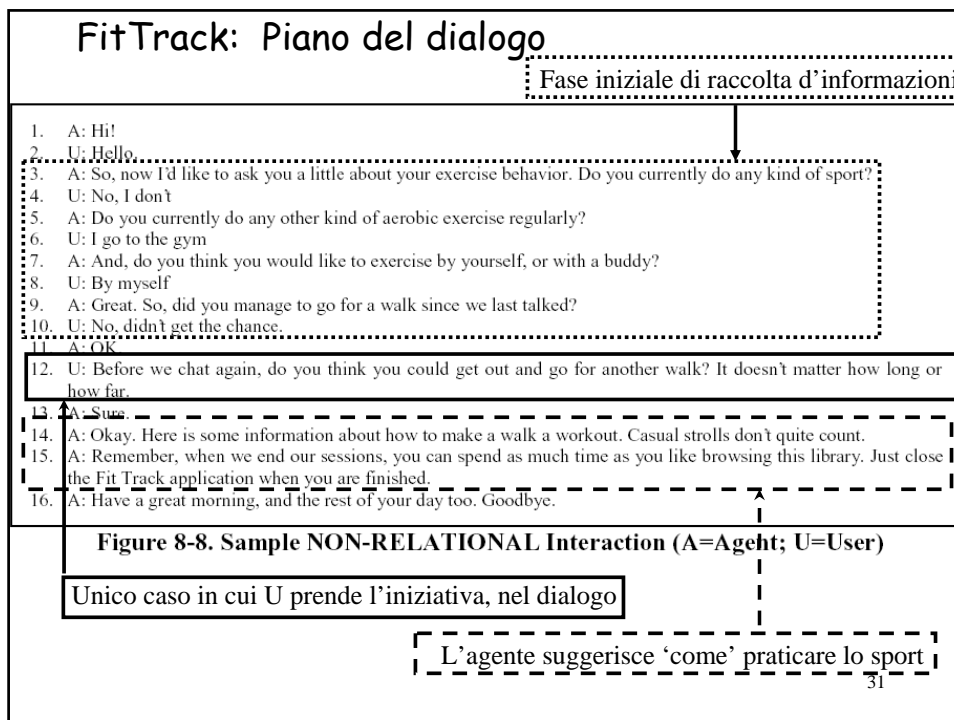 FitTrack: Piano del dialogo
Fase iniziale di raccolta d'informazioni
1. A: Hi!
2. U: Hello.
3. A: So, now I'd like to ask you a little about your exercise behavior. Do you currently do any kind of sport?
4. U: No, I don't
5. A: Do you currently do any other kind of aerobic exercise regularly?
6. U: I go to the gym
7. A: And, do you think you would like to exercise by yourself, or with a buddy?
8. U: By myself
9. A: Great. So, did you manage to go for a walk since we last talked?
10. U: No, didn't get the chance.
11. A: OK.
12. U: Before we chat again, do you think you could get out and go for another walk? It doesn't matter how long or
how far.
13. A: Sure.
14. A: Okay. Here is some information about how to make a walk a workout. Casual strolls don't quite count.
15. A: Remember, when we end our sessions, you can spend as much time as you like browsing this library. Just close
the Fit Track application when you are finished.
16. A: Have a great morning, and the rest of your day too. Goodbye.
Figure 8-8. Sample NON-RELATIONAL Interaction (A=Agent; U=User)
Unico caso in cui U prende l'iniziativa, nel dialogo
L'agente suggerisce 'come' praticare lo sport
31